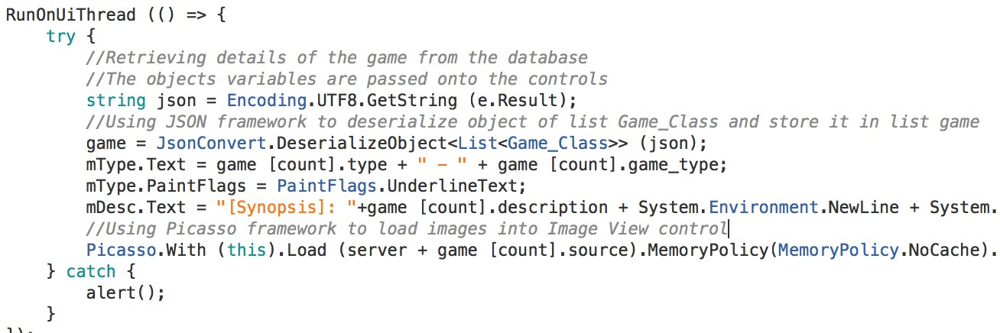 RunOnUiThread (() => {
try {
//Retrieving details of the game from the database
//The objects variables are passed onto the controls
string json = Encoding.UTF8.GetString (e.Result);
//Using JSON framework to deserialize object of list Game_Class and store it in list game
game = JsonConvert.DeserializeObject<List<Game_Class>> (json);
mType.Text = game [count].type + " - " + game [count].game_type;
mType.PaintFlags = PaintFlags.UnderlineText;
mDesc.Text = "[Synopsis]: "+game [count].description + System.Environment.NewLine + System.
//Using Picasso framework to load images into Image View control
Picasso.With (this).Load (server + game [count].source).MemoryPolicy(MemoryPolicy.NoCache).
} catch {
alert();
}
});